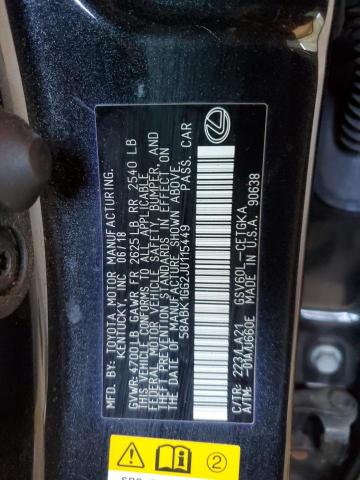 MFD. BY: TOYOTA MOTOR MANUFACTURING,
KENTUCKY, INC 06/18
GVWR: 4700LB GAWR FR 2625LB RR 2540 LB
THIS VEHICLE CONFORMS TO ALL APPLICABLE
FEDERAL MOTOR VEHICLE SAFETY, BUMPER, AND
THEFT PREVENTION STANDARDS IN EFFECT ON
THE DATE OF MANUFACTURE SHOWN ABOVE.
58ABK1GG2JU115449 PASS. CAR
C/TR: 223/LA21 GSV60L-CETGKA
A/TM: -01A/U660E MADE IN U.S.A. 90G38
2